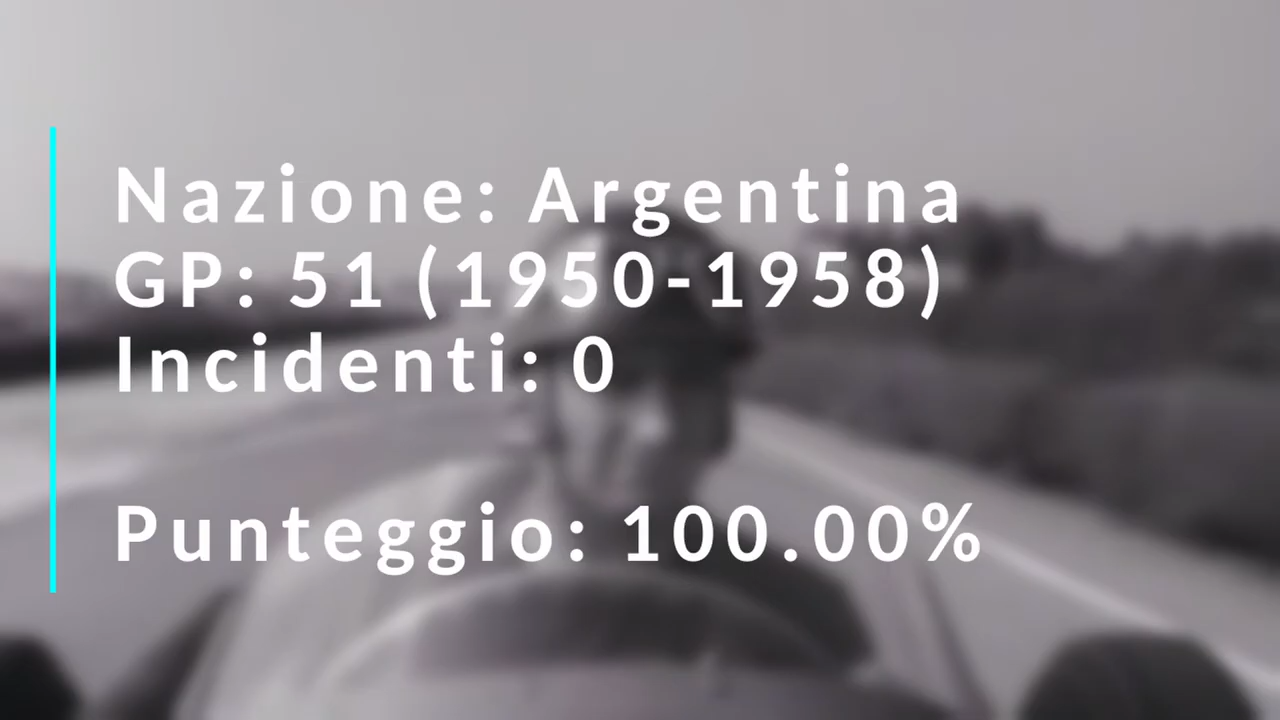 Nazione: Argentina
GP: 51 (1950-1958)
Incidenti: 0
Punteggio: 100.00%